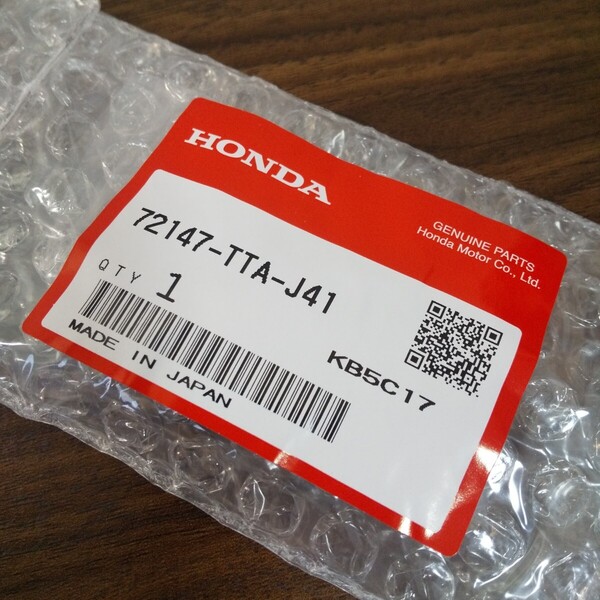 HONDA
GENUINE PARTS
Honda Motor Co., Ltd.
72147-TTA-J41
QTY 1
KB5C17
MADE IN JAPAN